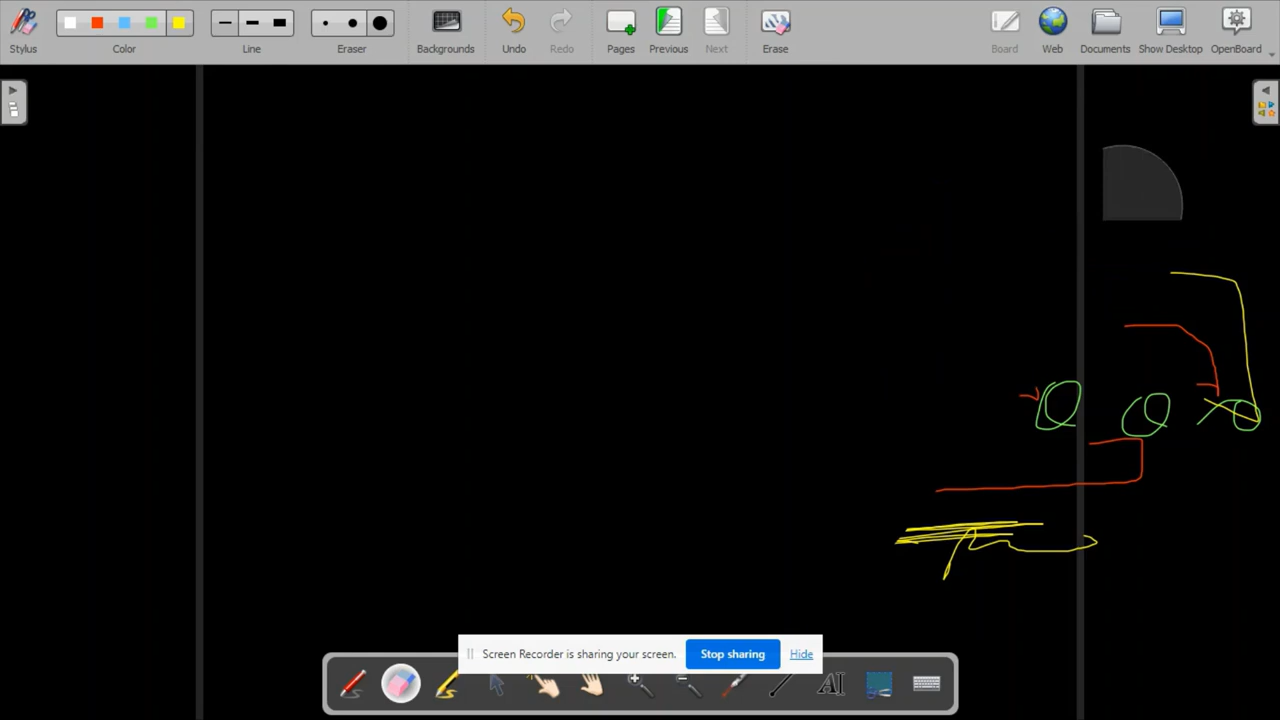 Stylus Color Line Eraser Backgrounds Undo Redo Pages Previous Next Erase Board Web Documents Show Desktop OpenBoard
Screen Recorder is sharing your screen. Stop sharing Hide
AI